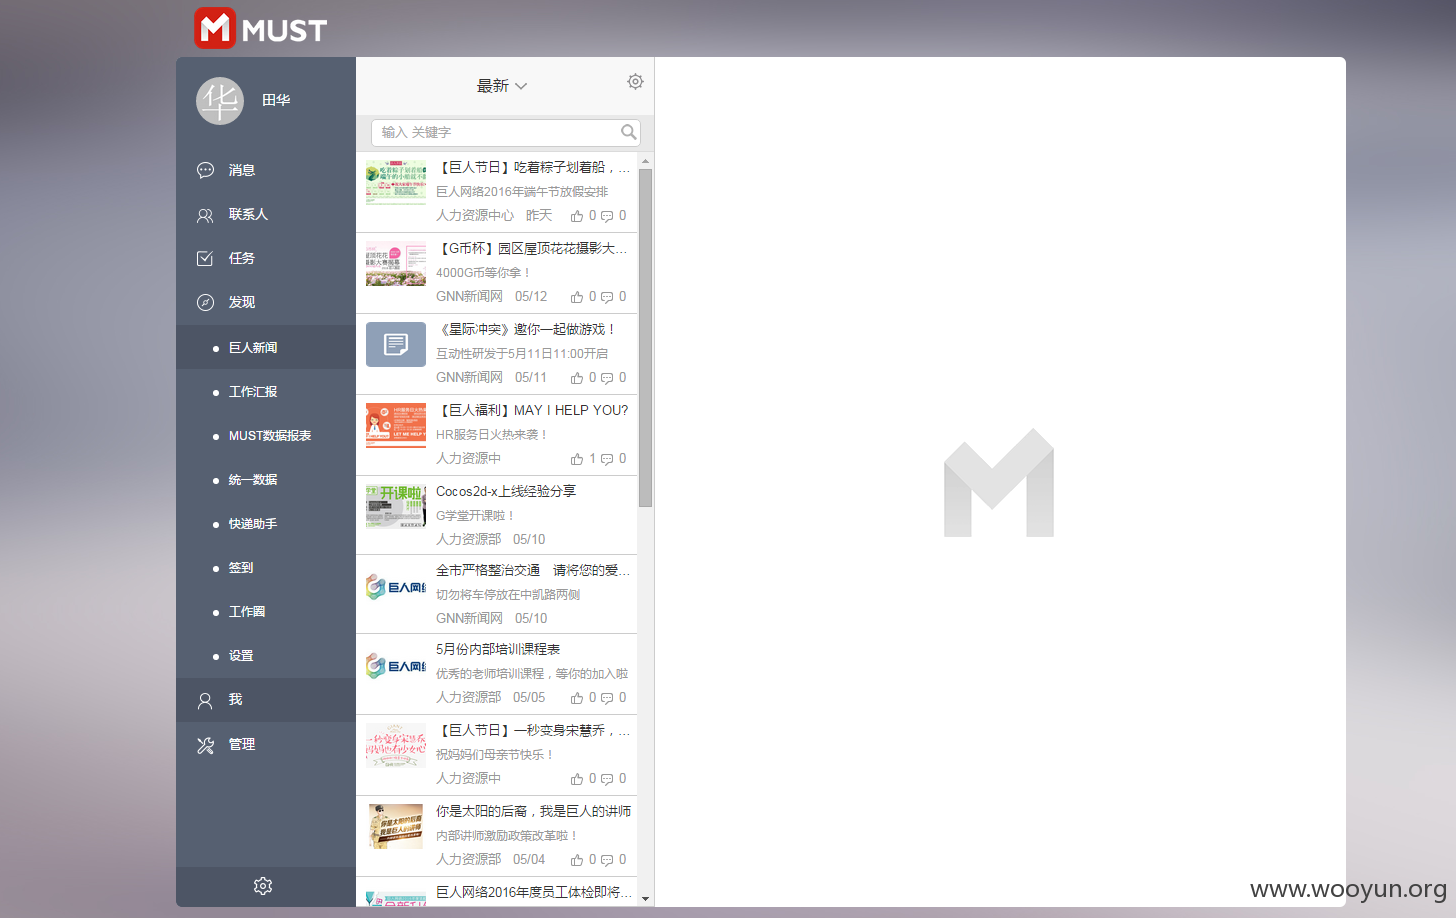 MUST
华
田华
消息
联系人
任务
发现
巨人新闻
工作汇报
MUST数据报表
统一数据
快递助手
签到
工作圈
设置
我
管理
最新
输入 关键字
【巨人节日】吃着粽子划着船，...
巨人网络2016年端午节放假安排
人力资源中心 昨天 0 0
【G币杯】园区屋顶花花摄影大...
4000G币等你拿！
GNN新闻网 05/12 0 0
《星际冲突》邀你一起做游戏！
互动性研发于5月11日11:00开启
GNN新闻网 05/11 0 0
【巨人福利】MAY I HELP YOU?
HR服务日火热来袭！
人力资源中 1 0
开课啦
Cocos2d-x上线经验分享
G学堂开课啦！
人力资源部 05/10
巨人网络
全市严格整治交通 请将您的爱...
切勿将车停放在中凯路两侧
GNN新闻网 05/10
巨人网络
5月份内部培训课程表
优秀的老师培训课程，等你的加入啦
人力资源部 05/05 0 0
【巨人节日】一秒变身宋慧乔，...
祝妈妈们母亲节快乐！
人力资源中 0 0
你是太阳的后裔
我是巨人的讲师
你是太阳的后裔，我是巨人的讲师
内部讲师激励政策改革啦！
人力资源部 05/04 0 0
巨人网络2016年度员工体检即将...
www.wooyun.org